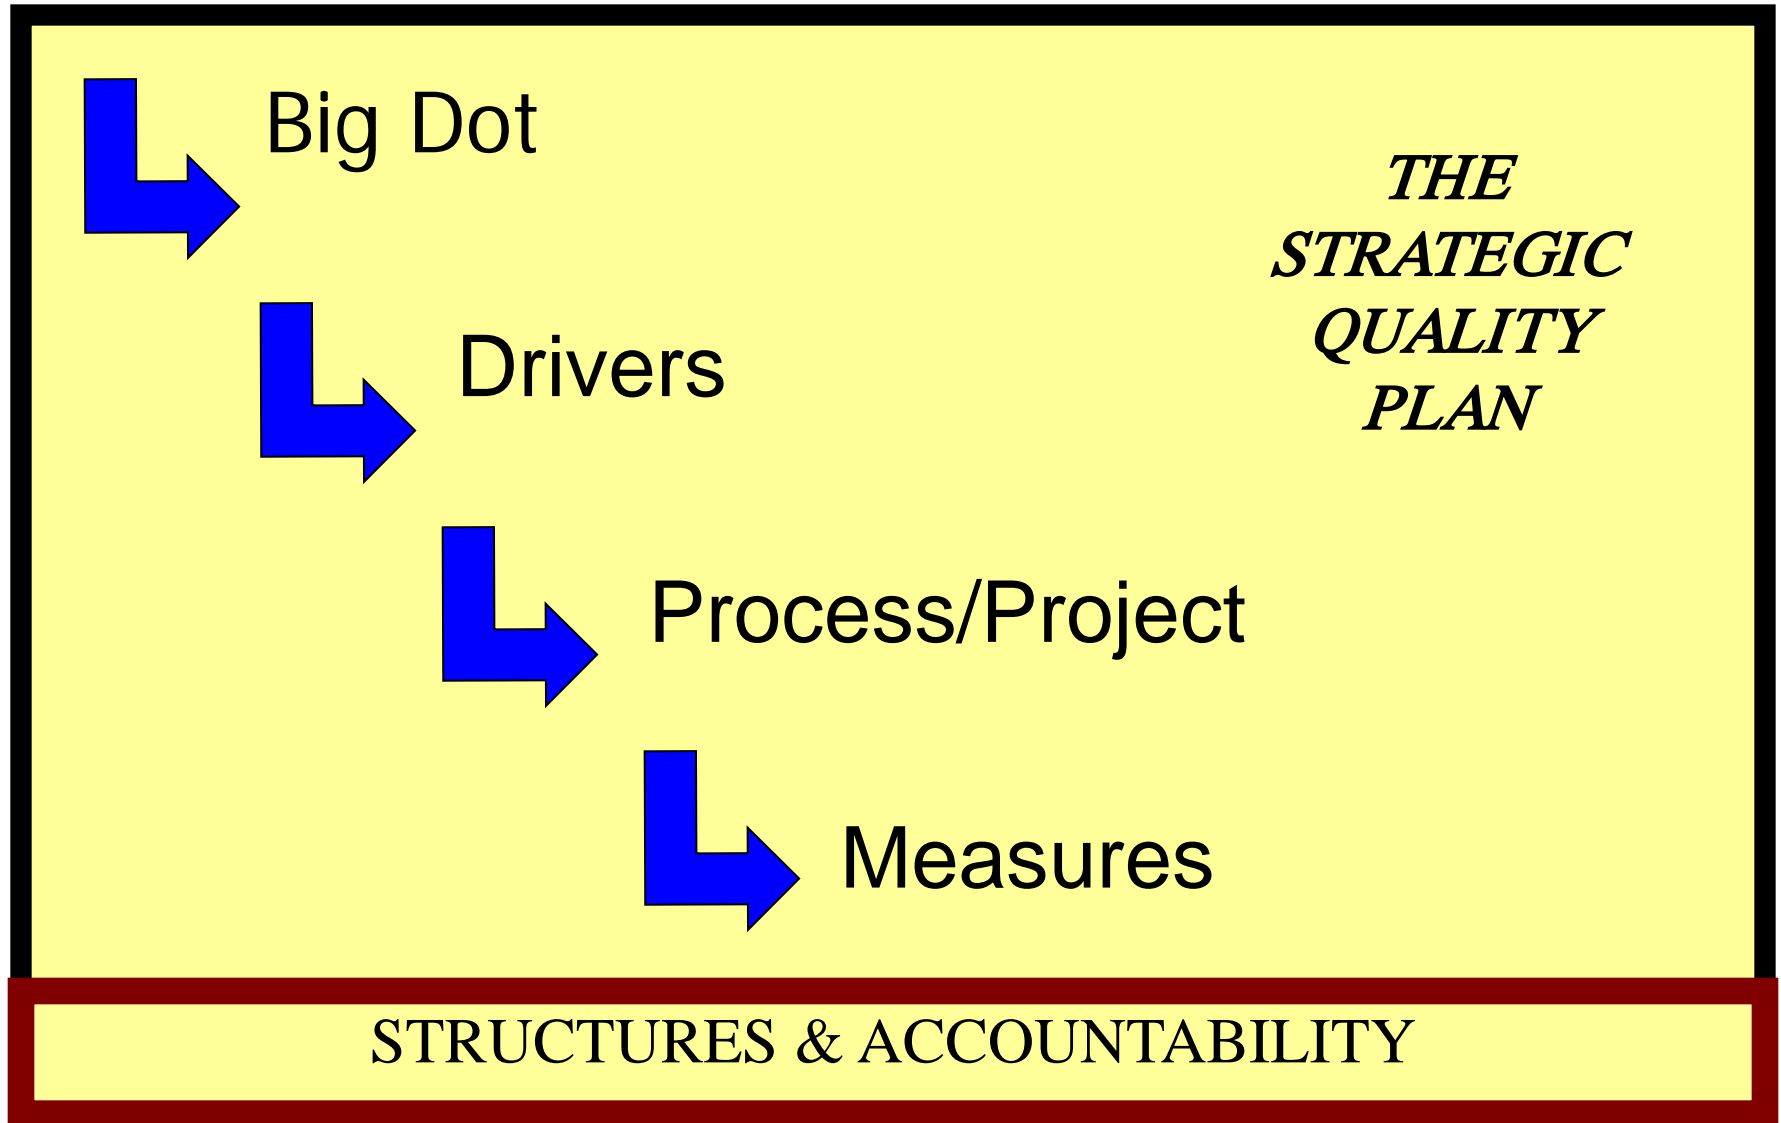 Big Dot
THE
STRATEGIC
QUALITY
PLAN
Drivers
Process/Project
Measures
STRUCTURES & ACCOUNTABILITY